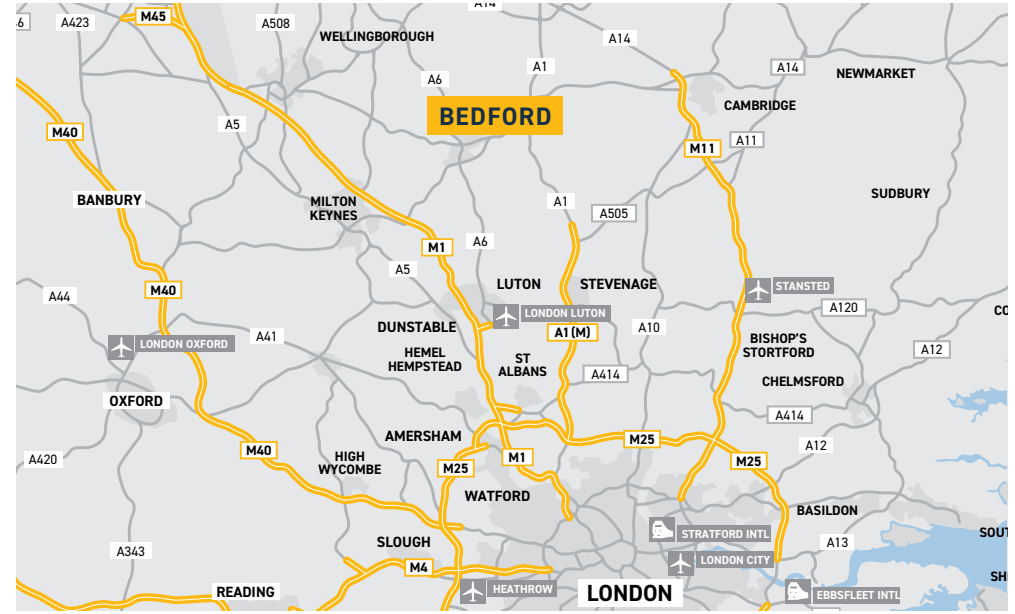 M45
A508
A14
A423
WELLINGBOROUGH
A14
A6
A1
A14
NEWMARKET
BEDFORD
CAMBRIDGE
A5
M40
A11
M11
BANBURY
MILTON
KEYNES
SUDBURY
A1
A505
M1
A6
A5
LUTON
STEVENAGE
STANSTED
M40
A44
LONDON LUTON
A120
DUNSTABLE
A10
A1 (M)
A41
LONDON OXFORD
BISHOP'S
STORTFORD
A12
HEMEL
HEMPSTEAD
ST
ALBANS
A414
CHELMSFORD
OXFORD
A414
AMERSHAM
M25
A12
M40
A420
HIGH
WYCOMBE
M25
M1
M25
WATFORD
BASILDON
STRATFORD INTL
SLOUGH
A13
A343
LONDON CITY
M4
READING
HEATHROW
LONDON
EBBSFLEET INTL